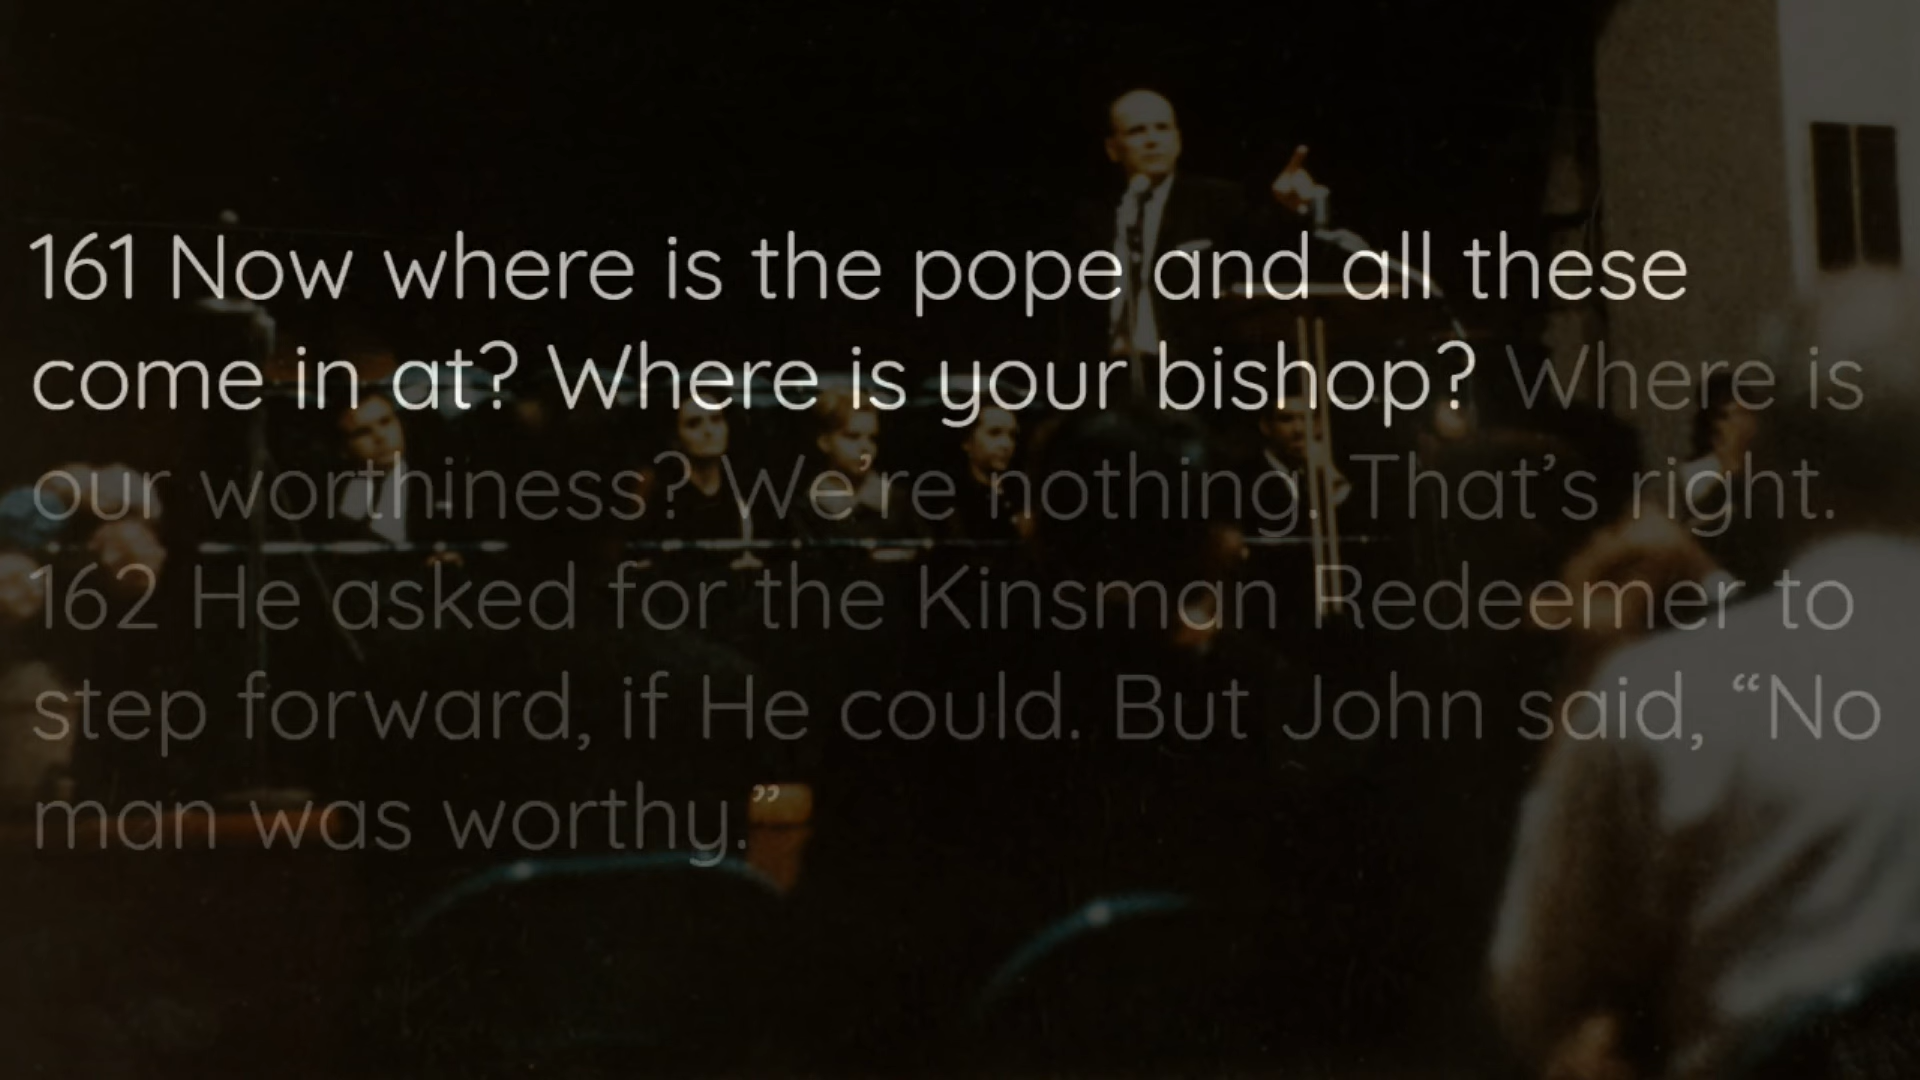 161 Now where is the pope and all these
come in at? Where is your bishop? Where is
our worthiness? We’re nothing. That’s right.
162 He asked for the Kinsman Redeemer to
step forward, if He could. But John said, “No
man was worthy.”